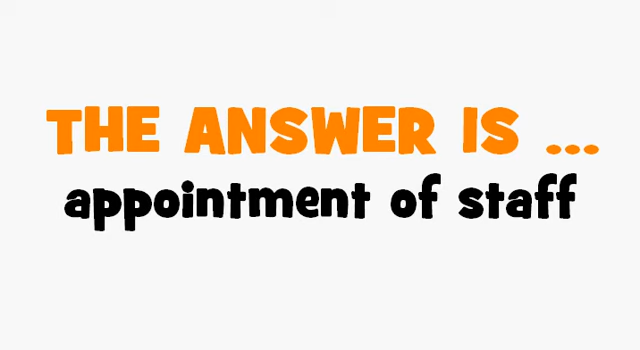 THE ANSWER IS ...
appointment of staff